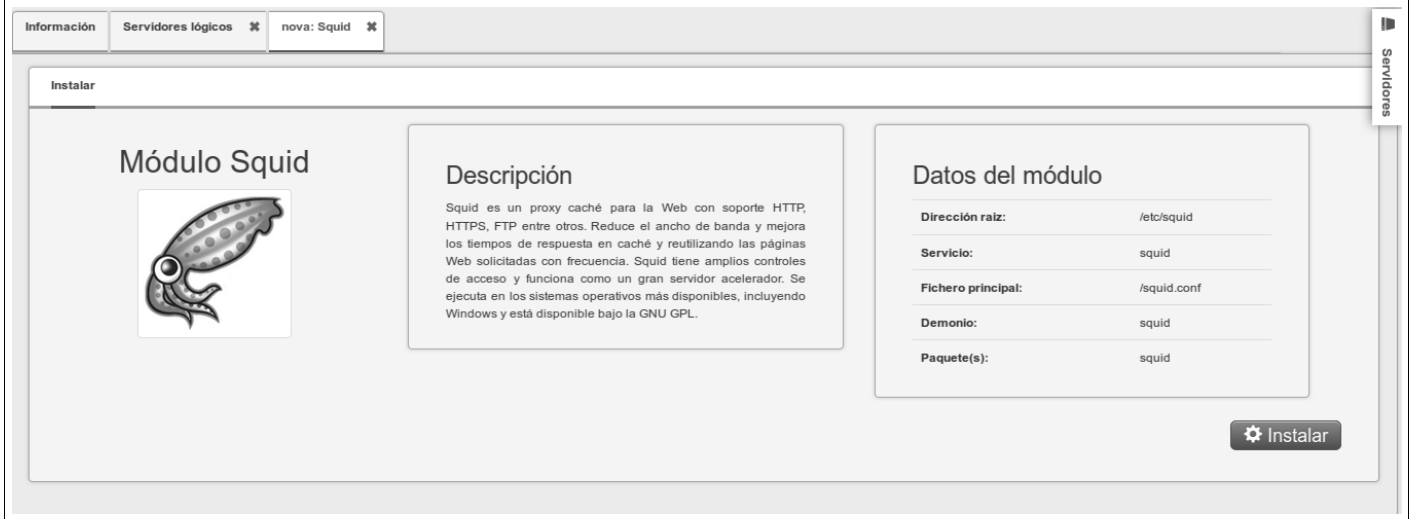 Información
Servidores lógicos ✖
nova: Squid ✖
Servidores
Instalar
Módulo Squid
Descripción
Squid es un proxy caché para la Web con soporte HTTP,
HTTPS, FTP entre otros. Reduce el ancho de banda y mejora
los tiempos de respuesta en caché y reutilizando las páginas
Web solicitadas con frecuencia. Squid tiene amplios controles
de acceso y funciona como un gran servidor acelerador. Se
ejecuta en los sistemas operativos más disponibles, incluyendo
Windows y está disponible bajo la GNU GPL.
Datos del módulo
Dirección raiz: /etc/squid
Servicio: squid
Fichero principal: /squid.conf
Demonio: squid
Paquete(s): squid
Instalar